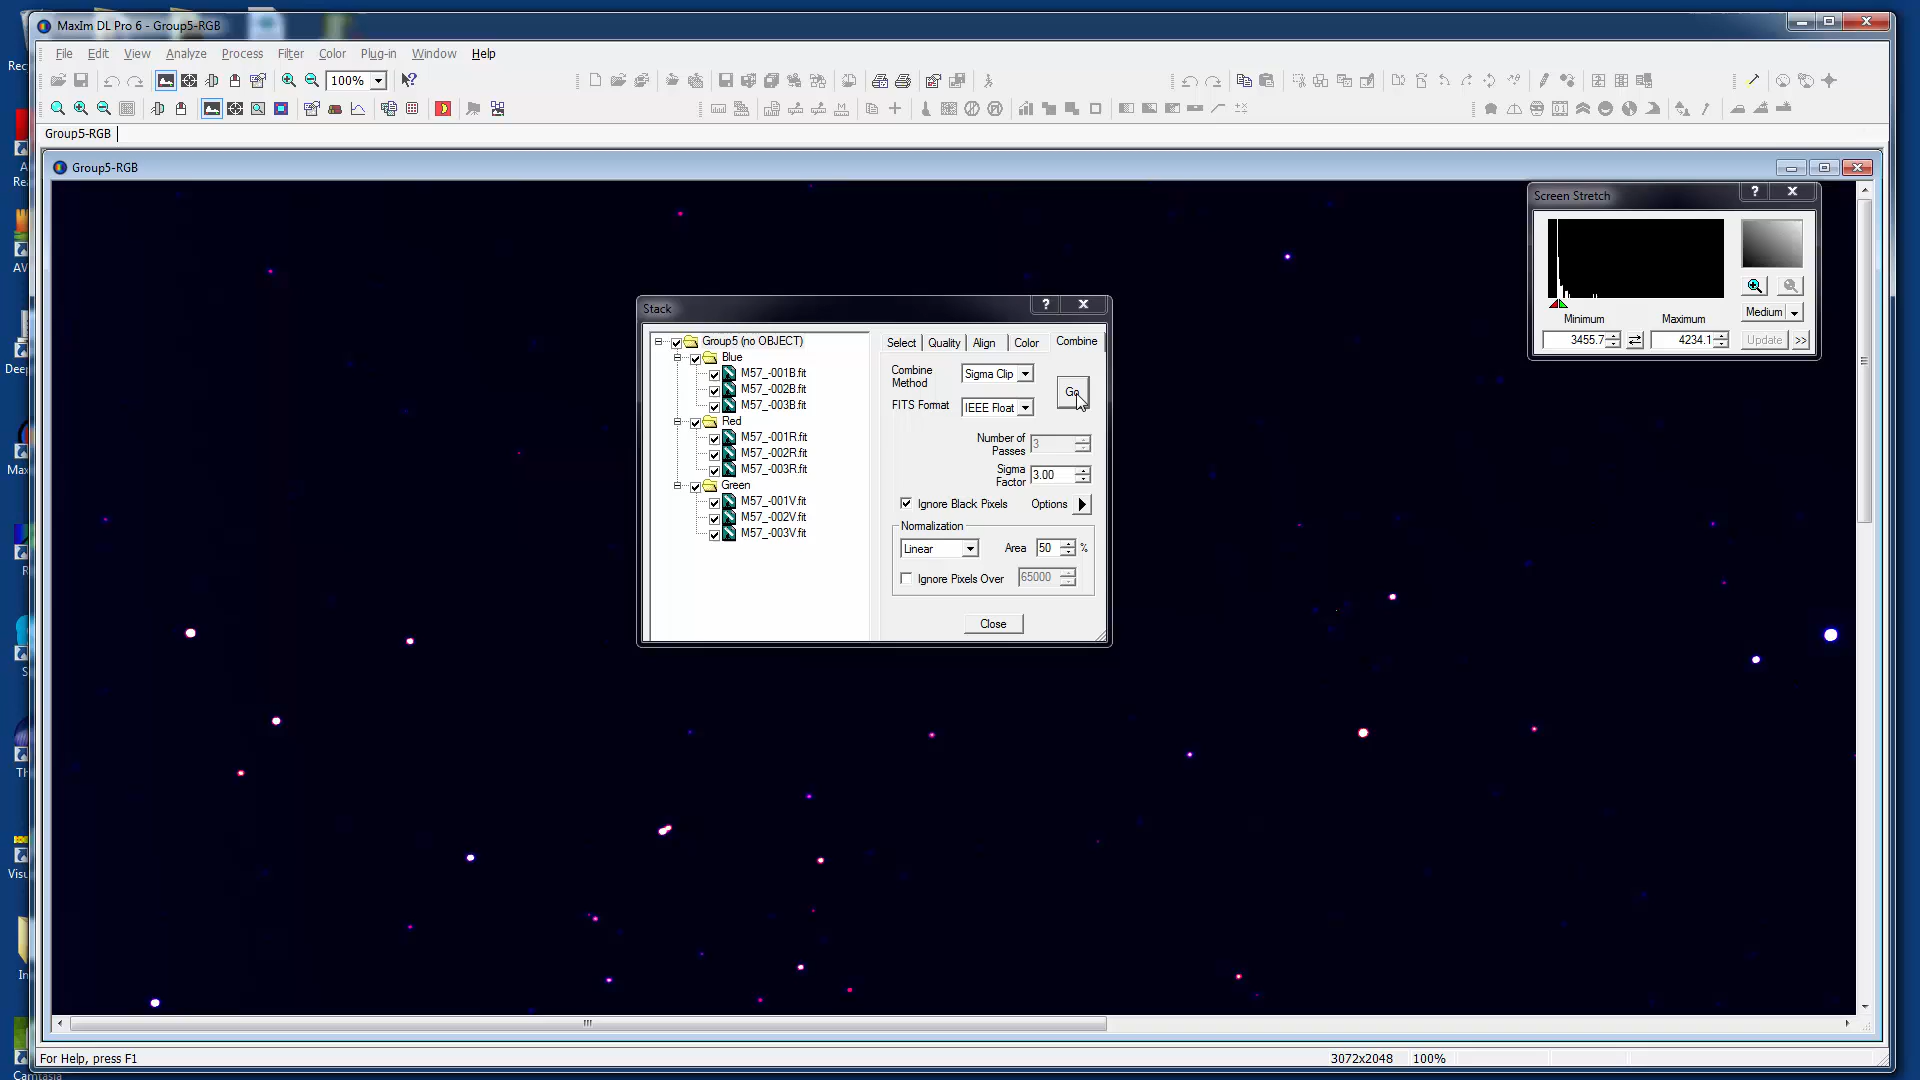 MaxIm DL Pro 6 - Group5-RGB
File Edit View Analyze Process Filter Color Plug-in Window Help
100%
Group5-RGB
Group5-RGB
Screen Stretch
Medium
Minimum Maximum
3455.7 4234.1 Update >>
Stack
Group5 (no OBJECT)
Blue
M57_-001B.fit
M57_-002B.fit
M57_-003B.fit
Red
M57_-001R.fit
M57_-002R.fit
M57_-003R.fit
Green
M57_-001V.fit
M57_-002V.fit
M57_-003V.fit
Select Quality Align Color Combine
Combine Method Sigma Clip
Go
FITS Format IEEE Float
Number of Passes 3
Sigma Factor 3.00
Ignore Black Pixels Options
Normalization
Linear Area 50 %
Ignore Pixels Over 65000
Close
For Help, press F1 3072x2048 100%